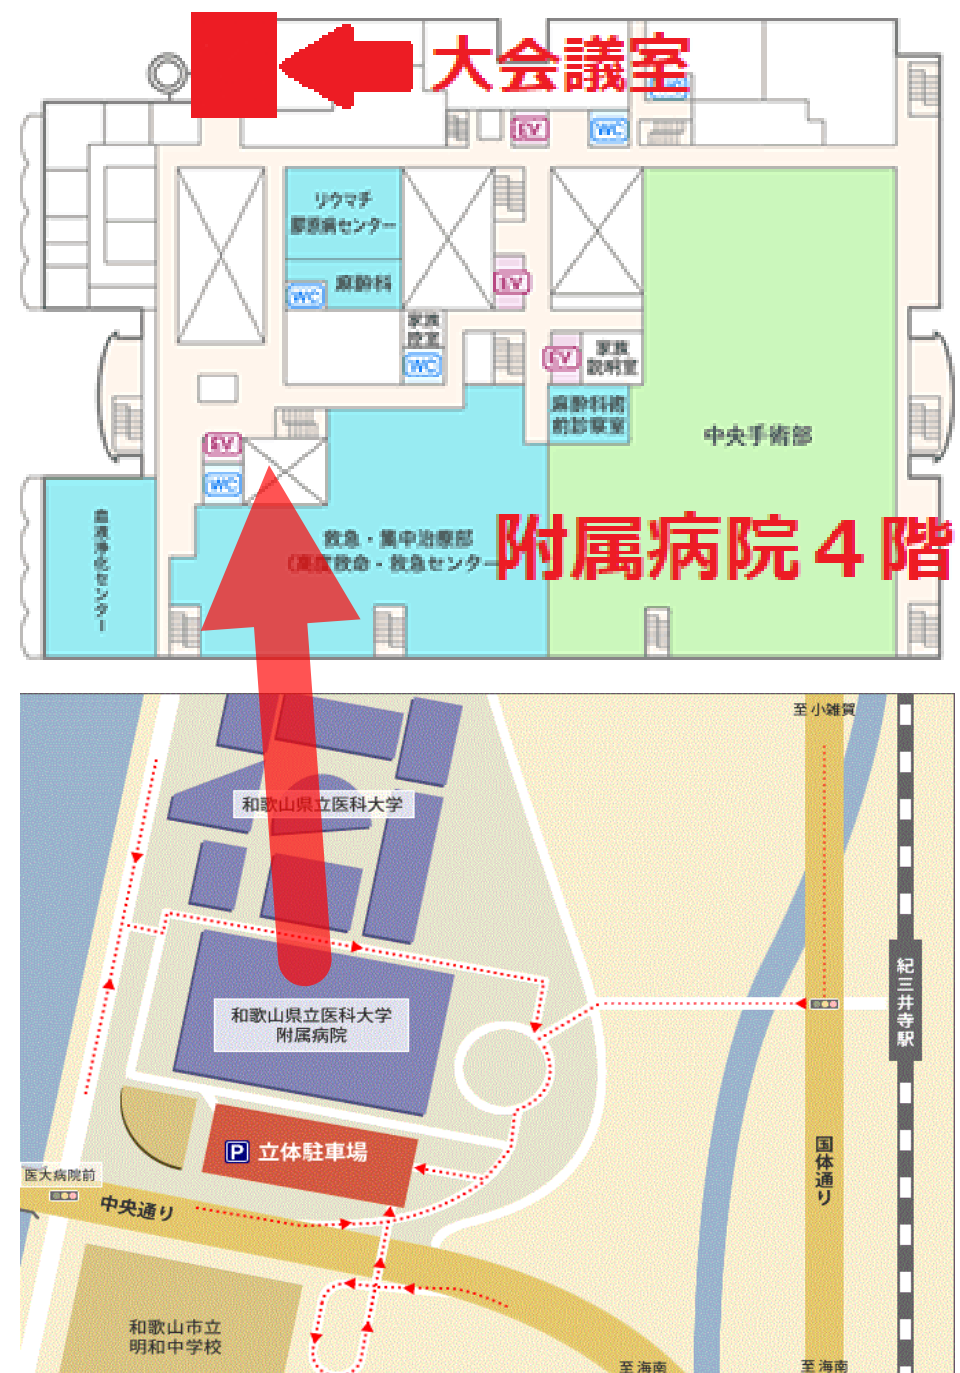 大会議室
WC
EV
WC
リウマチ
膠原病センター
EV
麻酔科
WC
家族
控室
WC
EV
家族
説明室
麻酔科術
前診察室
中央手術部
EV
WC
血液浄化センター
救急・集中治療部
(高度救命・救急センター
附属病院4階
至 小雑賀
和歌山県立医科大学
紀三井寺駅
和歌山県立医科大学
附属病院
P 立体駐車場
国体通り
医大病院前
中央通り
和歌山市立
明和中学校
至 海南
至 海南